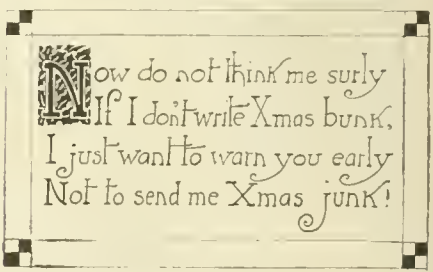 Now do not think me surly
If I don't write Xmas bunk,
I just want to warn you early
Not to send me Xmas junk!